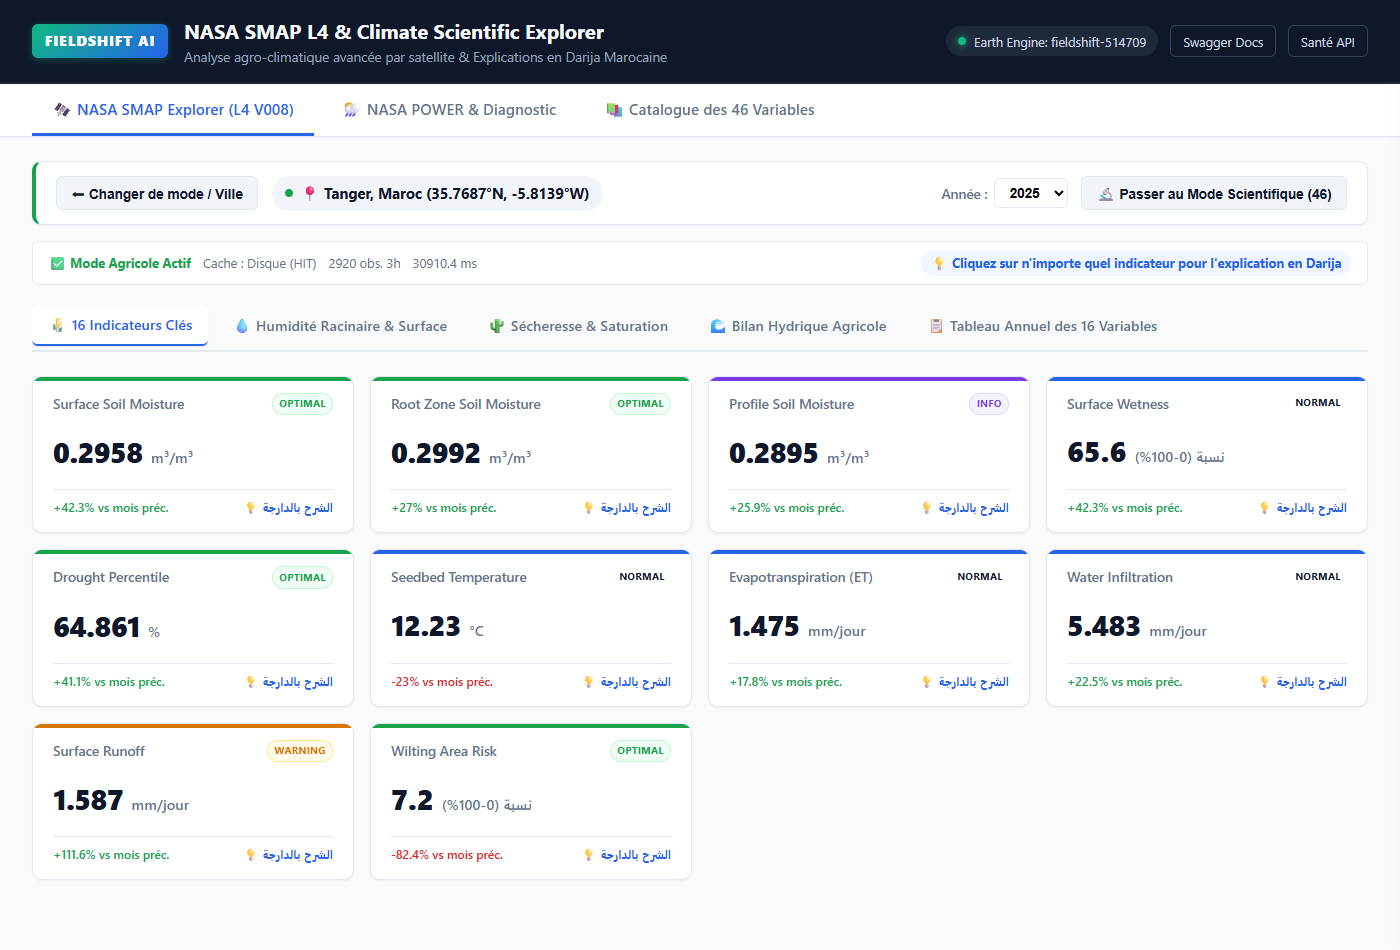 FIELDSHIFT AI
NASA SMAP L4 & Climate Scientific Explorer
Analyse agro-climatique avancée par satellite & Explications en Darija Marocaine
Earth Engine: fieldshift-514709
Swagger Docs
Santé API
NASA SMAP Explorer (L4 V008)
NASA POWER & Diagnostic
Catalogue des 46 Variables
← Changer de mode / Ville
Tanger, Maroc (35.7687°N, -5.8139°W)
Année :
2025
Passer au Mode Scientifique (46)
Mode Agricole Actif
Cache : Disque (HIT)
2920 obs. 3h
30910.4 ms
Cliquez sur n'importe quel indicateur pour l'explication en Darija
16 Indicateurs Clés
Humidité Racinaire & Surface
Sécheresse & Saturation
Bilan Hydrique Agricole
Tableau Annuel des 16 Variables
Surface Soil Moisture
OPTIMAL
0.2958 m³/m³
+42.3% vs mois préc.
الشرح بالدارجة
Root Zone Soil Moisture
OPTIMAL
0.2992 m³/m³
+27% vs mois préc.
الشرح بالدارجة
Profile Soil Moisture
INFO
0.2895 m³/m³
+25.9% vs mois préc.
الشرح بالدارجة
Surface Wetness
NORMAL
65.6 نسبة (0-100%)
+42.3% vs mois préc.
الشرح بالدارجة
Drought Percentile
OPTIMAL
64.861 %
+41.1% vs mois préc.
الشرح بالدارجة
Seedbed Temperature
NORMAL
12.23 °C
-23% vs mois préc.
الشرح بالدارجة
Evapotranspiration (ET)
NORMAL
1.475 mm/jour
+17.8% vs mois préc.
الشرح بالدارجة
Water Infiltration
NORMAL
5.483 mm/jour
+22.5% vs mois préc.
الشرح بالدارجة
Surface Runoff
WARNING
1.587 mm/jour
+111.6% vs mois préc.
الشرح بالدارجة
Wilting Area Risk
OPTIMAL
7.2 نسبة (0-100%)
-82.4% vs mois préc.
الشرح بالدارجة